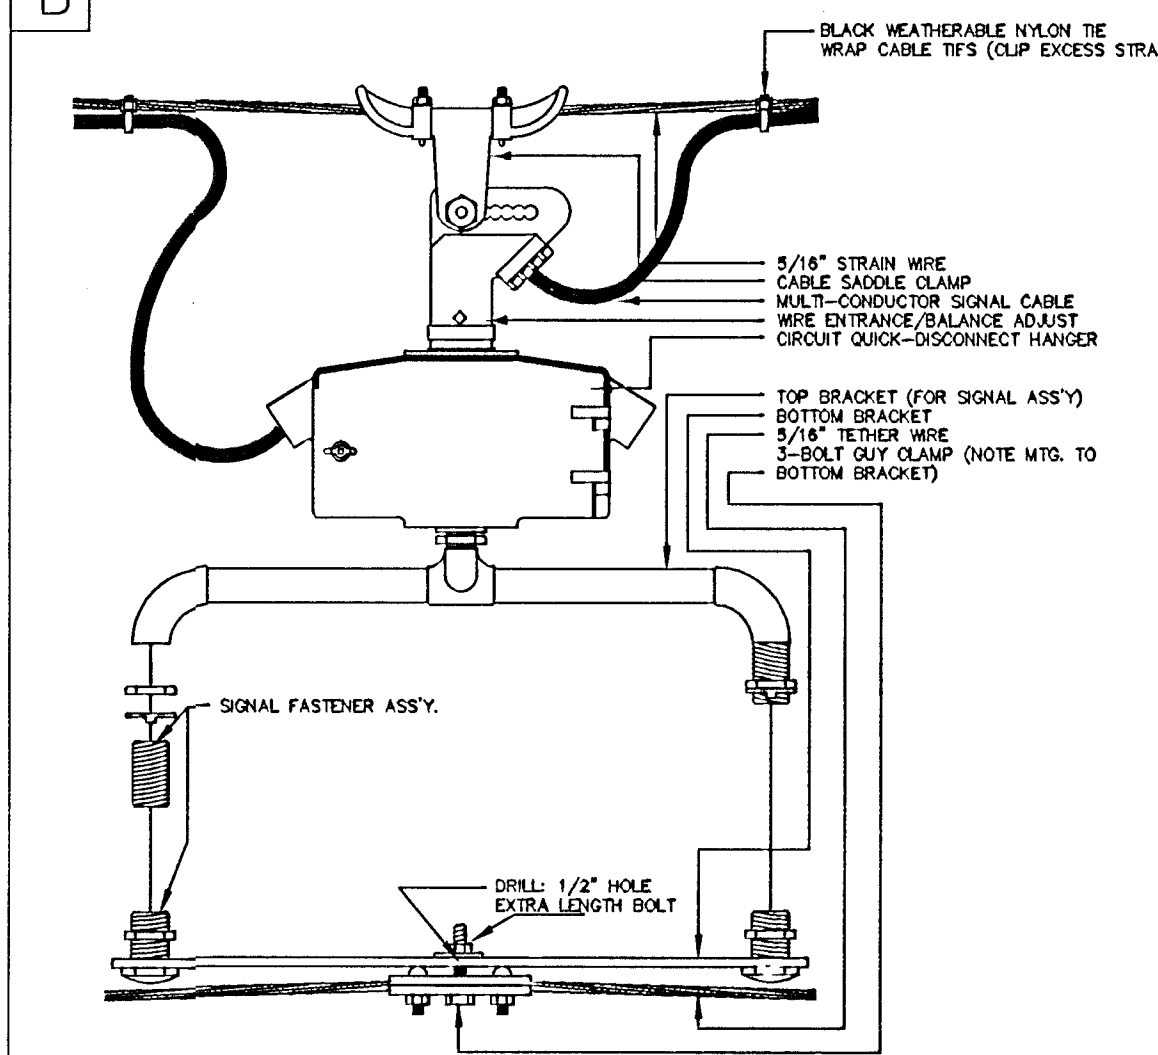 D
BLACK WEATHERABLE NYLON TIE
WRAP CABLE TIFS (CLIP EXCESS STRA
5/16" STRAIN WIRE
CABLE SADDLE CLAMP
MULTI-CONDUCTOR SIGNAL CABLE
WIRE ENTRANCE/BALANCE ADJUST
CIRCUIT QUICK-DISCONNECT HANGER
TOP BRACKET (FOR SIGNAL ASS'Y)
BOTTOM BRACKET
5/16" TETHER WIRE
3-BOLT GUY CLAMP (NOTE MTG. TO
BOTTOM BRACKET)
SIGNAL FASTENER ASS'Y.
DRILL: 1/2" HOLE
EXTRA LENGTH BOLT